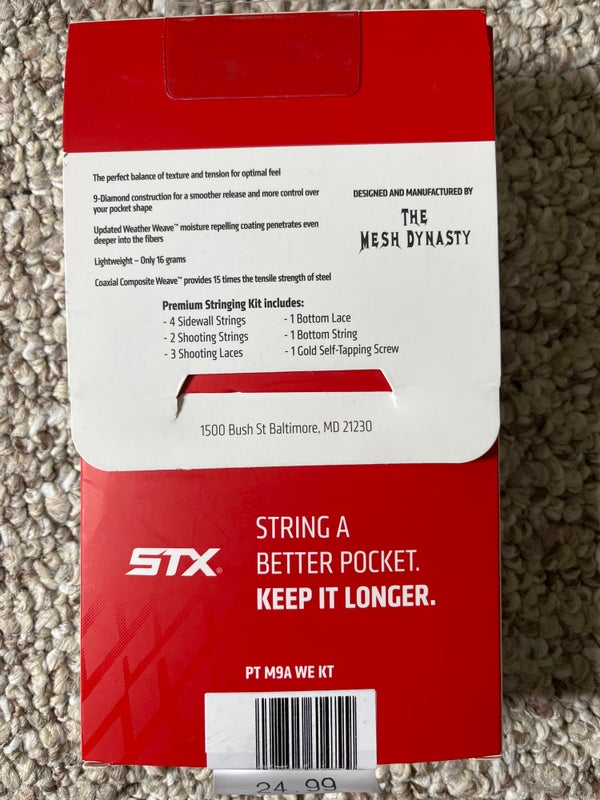 The perfect balance of texture and tension for optimal feel
9-Diamond construction for a smoother release and more control over
your pocket shape
Updated Weather Weave™ moisture repelling coating penetrates even
deeper into the fibers
Lightweight – Only 16 grams
Coaxial Composite Weave™ provides 15 times the tensile strength of steel
DESIGNED AND MANUFACTURED BY
THE
MESH DYNASTY
Premium Stringing Kit includes:
- 4 Sidewall Strings
- 2 Shooting Strings
- 3 Shooting Laces
- 1 Bottom Lace
- 1 Bottom String
- 1 Gold Self-Tapping Screw
1500 Bush St Baltimore, MD 21230
STX®
STRING A
BETTER POCKET.
KEEP IT LONGER.
PT M9A WE KT
24.99